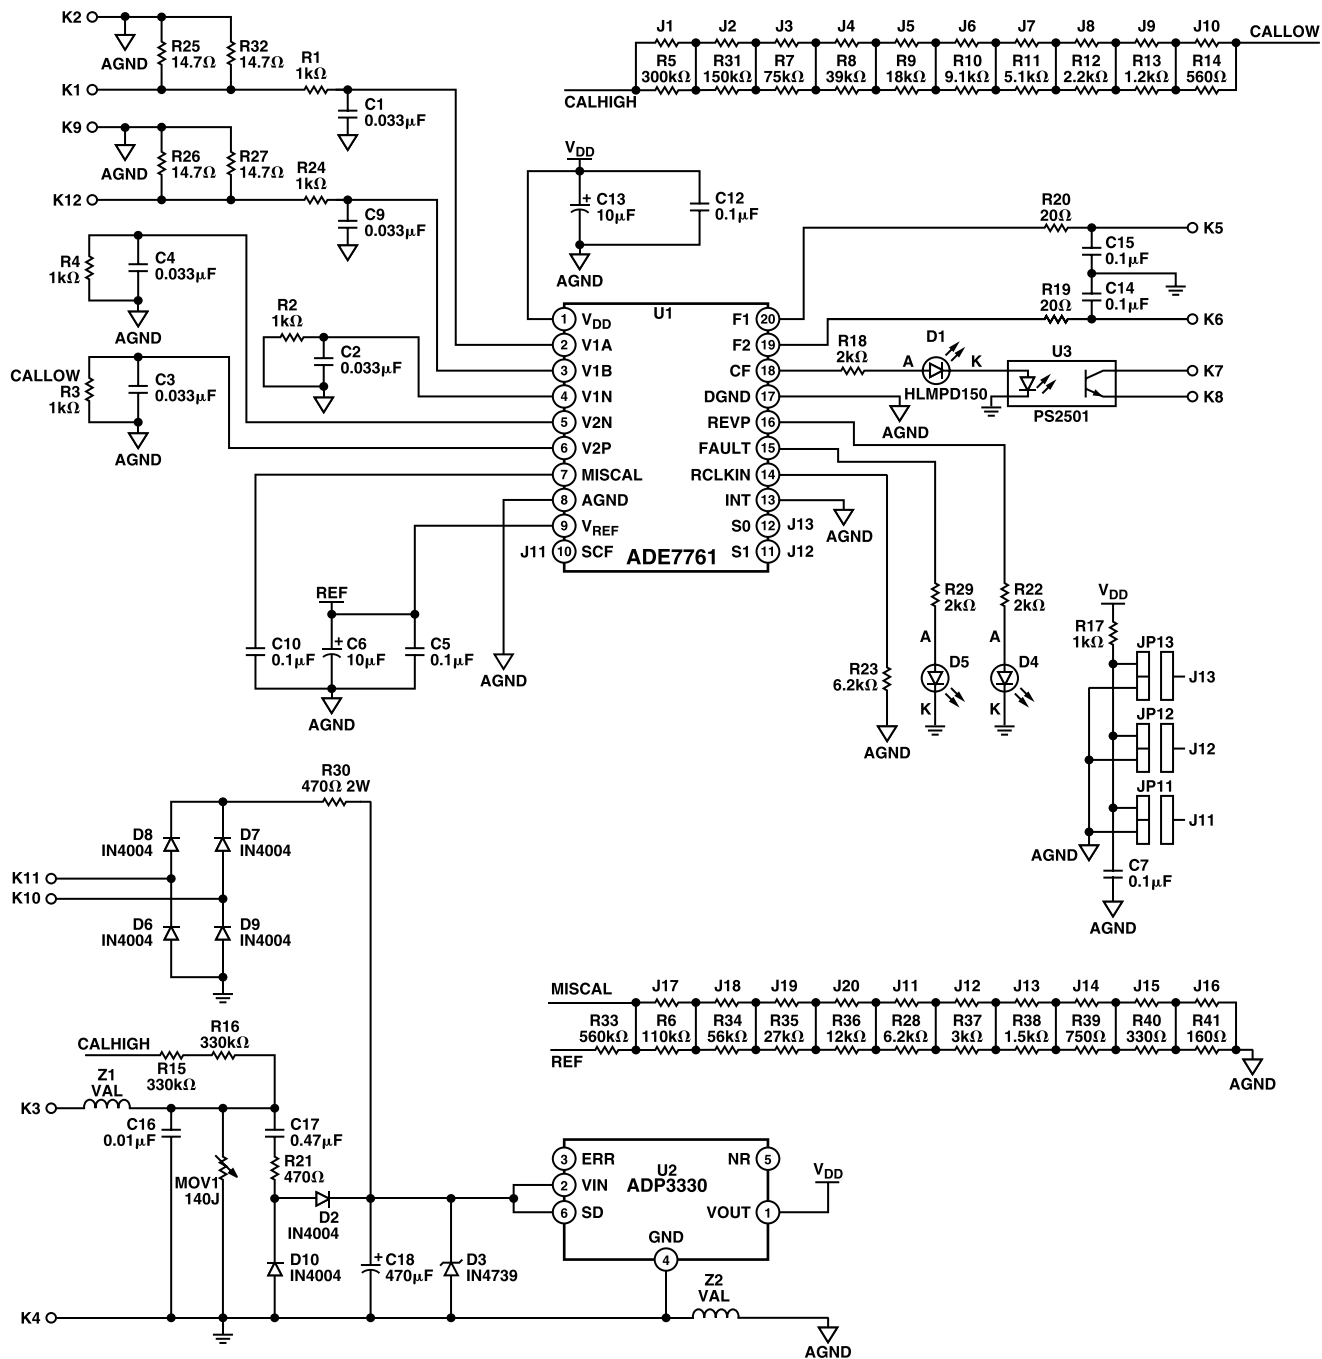 K2
AGND
R25
14.7Ω
R32
14.7Ω
R1
1kΩ
K1
C1
0.033µF
K9
AGND
R26
14.7Ω
R27
14.7Ω
R24
1kΩ
K12
C9
0.033µF
R4
1kΩ
C4
0.033µF
AGND
R2
1kΩ
C2
0.033µF
CALLOW
R3
1kΩ
C3
0.033µF
AGND
J1 J2 J3 J4 J5 J6 J7 J8 J9 J10
CALLOW
R5 R31 R7 R8 R9 R10 R11 R12 R13 R14
300kΩ 150kΩ 75kΩ 39kΩ 18kΩ 9.1kΩ 5.1kΩ 2.2kΩ 1.2kΩ 560Ω
CALHIGH
VDD
C13
10µF
C12
0.1µF
AGND
U1
1 VDD
2 V1A
3 V1B
4 V1N
5 V2N
6 V2P
7 MISCAL
8 AGND
9 VREF
J11 10 SCF
F1 20
F2 19
CF 18
DGND 17
REVP 16
FAULT 15
RCLKIN 14
INT 13
S0 12 J13
S1 11 J12
ADE7761
R20
20Ω
K5
C15
0.1µF
R19
20Ω
C14
0.1µF
K6
R18
2kΩ
D1
A K
HLMPD150
U3
K7
K8
PS2501
AGND
AGND
R29
2kΩ
R22
2kΩ
A
D5
K
A
D4
K
R23
6.2kΩ
AGND
REF
C10
0.1µF
C6
10µF
C5
0.1µF
AGND
AGND
VDD
R17
1kΩ
JP13
J13
JP12
J12
JP11
J11
AGND
C7
0.1µF
AGND
R30
470Ω 2W
D8
IN4004
D7
IN4004
K11
K10
D6
IN4004
D9
IN4004
MISCAL
J17 J18 J19 J20 J11 J12 J13 J14 J15 J16
R33 R6 R34 R35 R36 R28 R37 R38 R39 R40 R41
560kΩ 110kΩ 56kΩ 27kΩ 12kΩ 6.2kΩ 3kΩ 1.5kΩ 750Ω 330Ω 160Ω
REF
AGND
R16
330kΩ
CALHIGH
R15
330kΩ
Z1
VAL
K3
C16
0.01µF
C17
0.47µF
MOV1
140J
R21
470Ω
D2
IN4004
D10
IN4004
+
C18
470µF
D3
IN4739
K4
3 ERR
2 VIN
6 SD
U2
ADP3330
NR 5
VOUT 1
GND
4
VDD
Z2
VAL
AGND